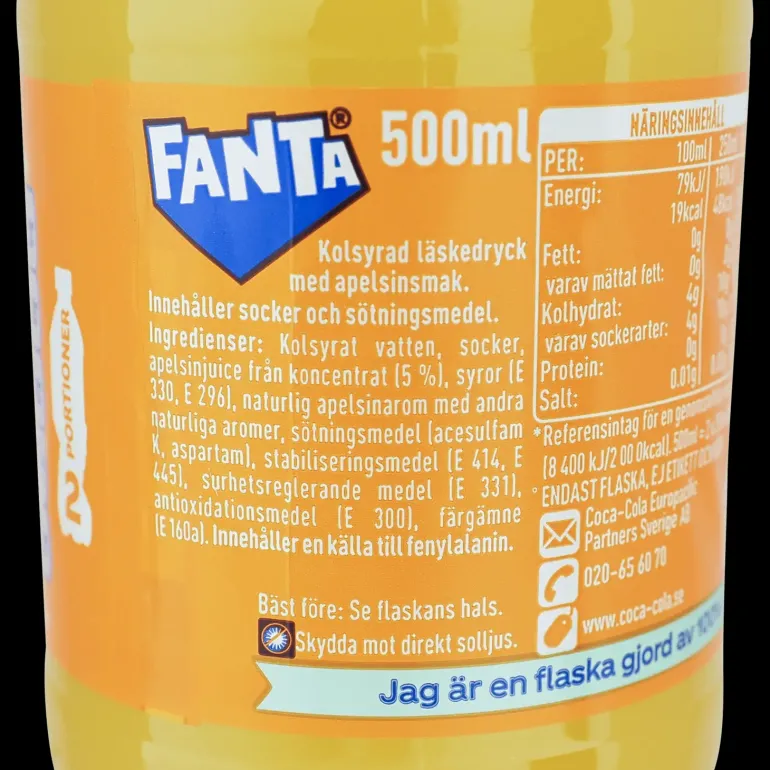 FANTA®
500ml
Kolsyrad läskedryck
med apelsinsmak.
Innehåller socker och sötningsmedel.
Ingredienser: Kolsyrat vatten, socker,
apelsinjuice från koncentrat (5 %), syror (E
330, E 296), naturlig apelsinarom med andra
naturliga aromer, sötningsmedel (acesulfam
K, aspartam), stabiliseringsmedel (E 414, E
445), surhetsreglerande medel (E 331),
antioxidationsmedel (E 300), färgämne
(E 160a). Innehåller en källa till fenylalanin.
Bäst före: Se flaskans hals.
Skydda mot direkt solljus.
2 PORTIONER
NÄRINGSINNEHÅLL
PER: 100ml
Energi: 79kJ/
19kcal
Fett: 0g
varav mättat fett: 0g
Kolhydrat: 4g
varav sockerarter: 4g
Protein: 0g
Salt: 0.01g
*Referensintag för en
(8 400 kJ/2 000kcal). 500ml =
ENDAST FLASKA, EJ ETIKETT
Coca-Cola Europacific
Partners Sverige AB
020-65 60 70
www.coca-cola.se
Jag är en flaska gjord av